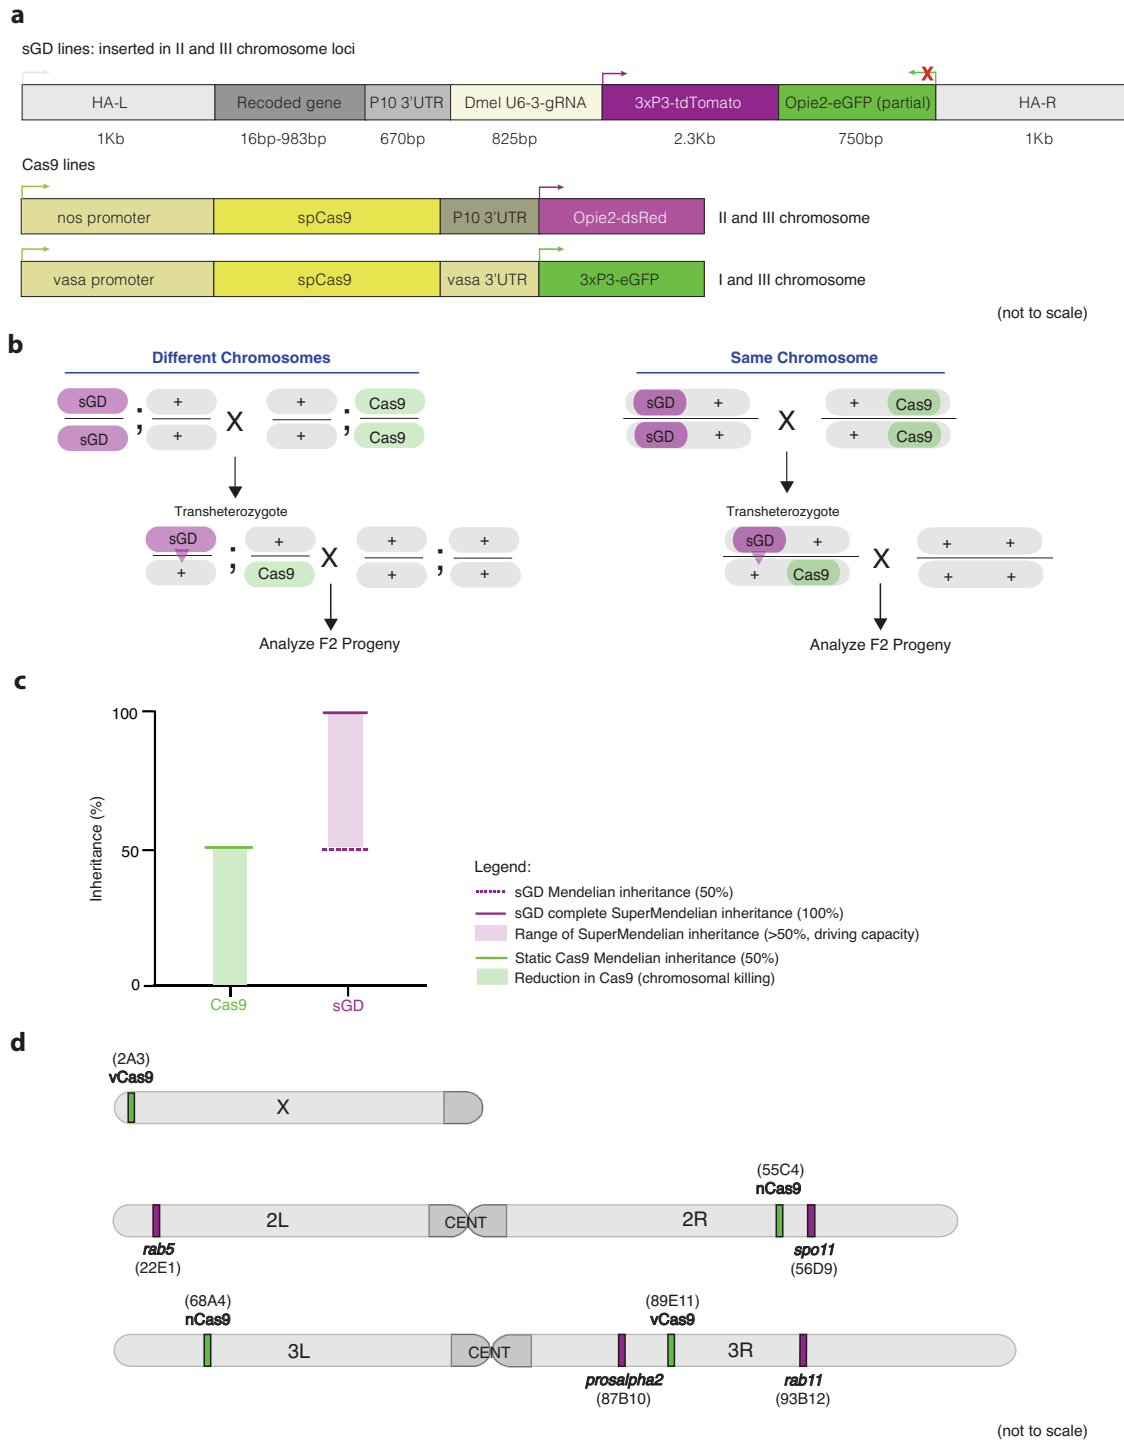 a
sGD lines: inserted in II and III chromosome loci
X
HA-L Recoded gene P10 3'UTR Dmel U6-3-gRNA 3xP3-tdTomato Opie2-eGFP (partial) HA-R
1Kb 16bp-983bp 670bp 825bp 2.3Kb 750bp 1Kb
Cas9 lines
nos promoter spCas9 P10 3'UTR Opie2-dsRed II and III chromosome
vasa promoter spCas9 vasa 3'UTR 3xP3-eGFP I and III chromosome
(not to scale)
b
Different Chromosomes
sGD ; + X + ; Cas9
sGD + + Cas9
Transheterozygote
sGD ; + X + ; +
+ Cas9 + +
Analyze F2 Progeny
Same Chromosome
sGD + X + Cas9
sGD + + Cas9
Transheterozygote
sGD + X + +
+ Cas9 + +
Analyze F2 Progeny
c
Inheritance (%)
100
50
0
Cas9 sGD
Legend:
sGD Mendelian inheritance (50%)
sGD complete SuperMendelian inheritance (100%)
Range of SuperMendelian inheritance (>50%, driving capacity)
Static Cas9 Mendelian inheritance (50%)
Reduction in Cas9 (chromosomal killing)
d
(2A3)
vCas9
X
(55C4)
nCas9
2L CENT 2R
rab5 spo11
(22E1) (56D9)
(68A4) (89E11)
nCas9 vCas9
3L CENT 3R
prosalpha2 rab11
(87B10) (93B12)
(not to scale)